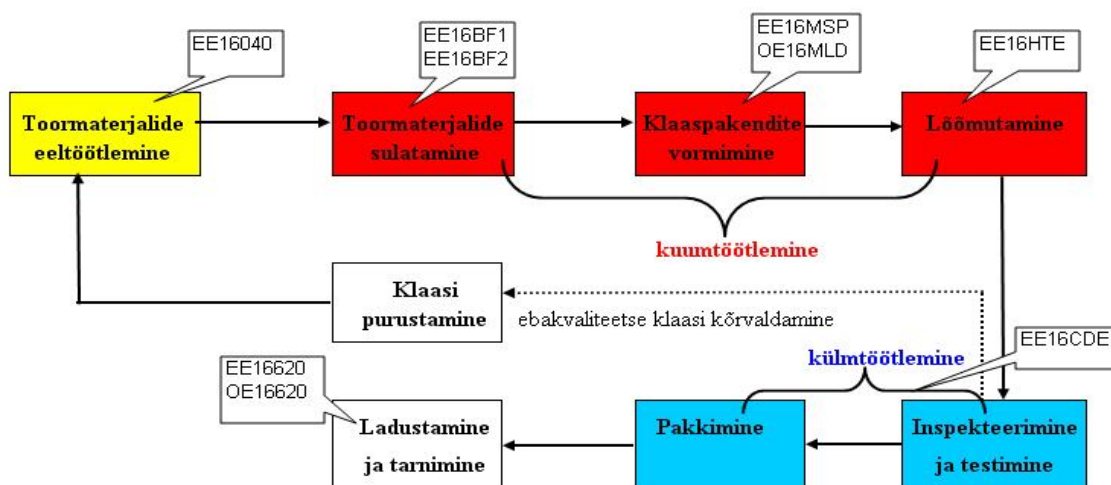 EE16040
EE16BF1
EE16BF2
EE16MSP
OE16MLD
EE16HTE
Toormaterjalide
eeltöötlemine
Toormaterjalide
sulatamine
Klaaspakendite
vormimine
Lõõmutamine
kuumtöötlemine
Klaasi
purustamine
ebakvaliteetse klaasi kõrvaldamine
külmtöötlemine
EE16CDE
EE16620
OE16620
Ladustamine
ja tarnimine
Pakkimine
Inspekteerimine
ja testimine